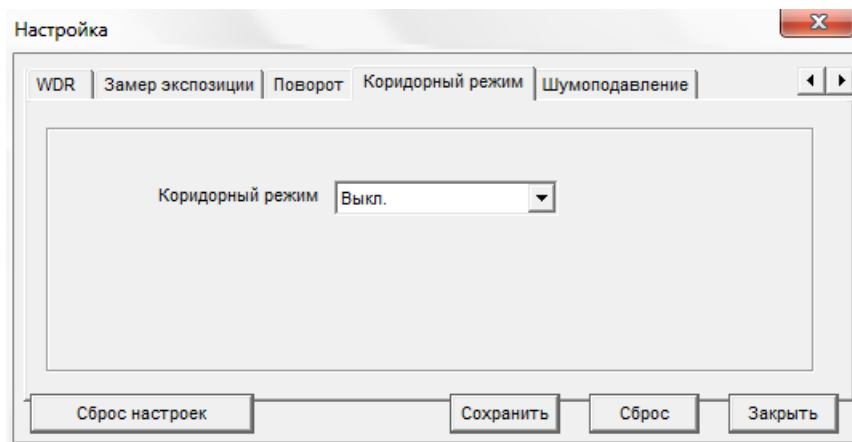 Настройка
WDR Замер экспозиции Поворот Коридорный режим Шумоподавление
Коридорный режим Выкл.
Сброс настроек Сохранить Сброс Закрыть